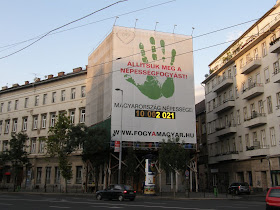 ÁLLÍTSUK MEG A
NÉPESSÉGFOGYÁST!
MAGYARORSZÁG NÉPESSÉGE:
10 002 021
WWW.FOGYAMAGYAR.HU